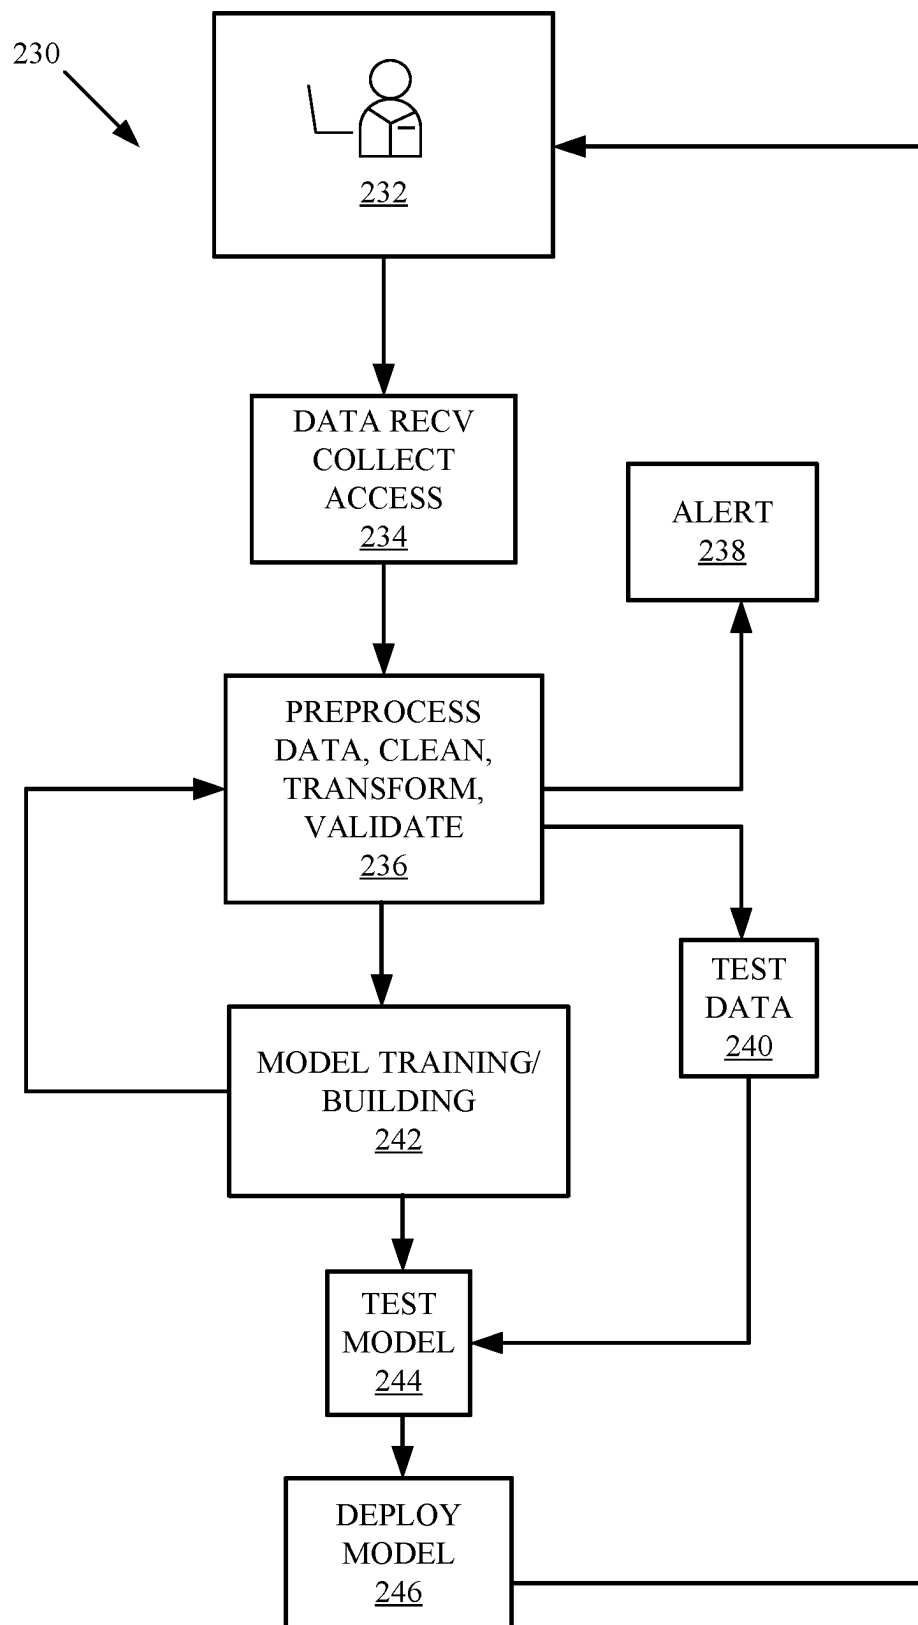 230
232
DATA RECV
COLLECT
ACCESS
234
ALERT
238
PREPROCESS
DATA, CLEAN,
TRANSFORM,
VALIDATE
236
TEST
DATA
240
MODEL TRAINING/
BUILDING
242
TEST
MODEL
244
DEPLOY
MODEL
246